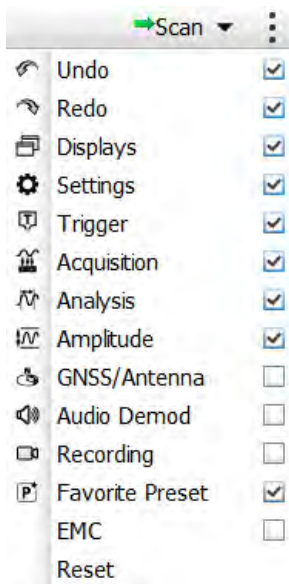 Scan
Undo
Redo
Displays
Settings
Trigger
Acquisition
Analysis
Amplitude
GNSS/Antenna
Audio Demod
Recording
Favorite Preset
EMC
Reset